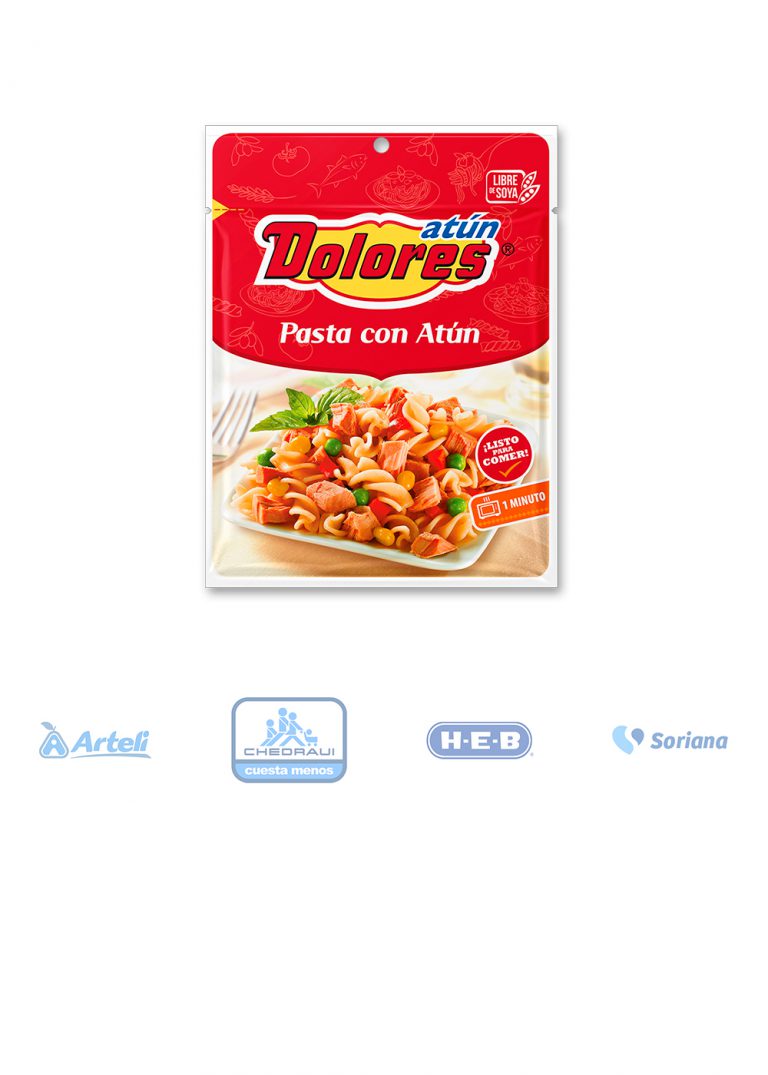 LIBRE
DE SOYA
atún
Dolores®
Pasta con Atún
¡LISTO
PARA
COMER!
1 MINUTO
Arteli
CHEDRAUI
cuesta menos
H-E-B
Soriana